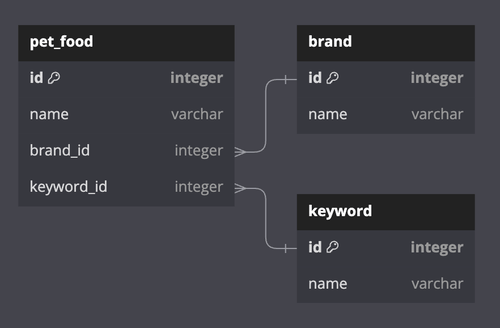 pet_food
id integer
name varchar
brand_id integer
keyword_id integer
brand
id integer
name varchar
keyword
id integer
name varchar